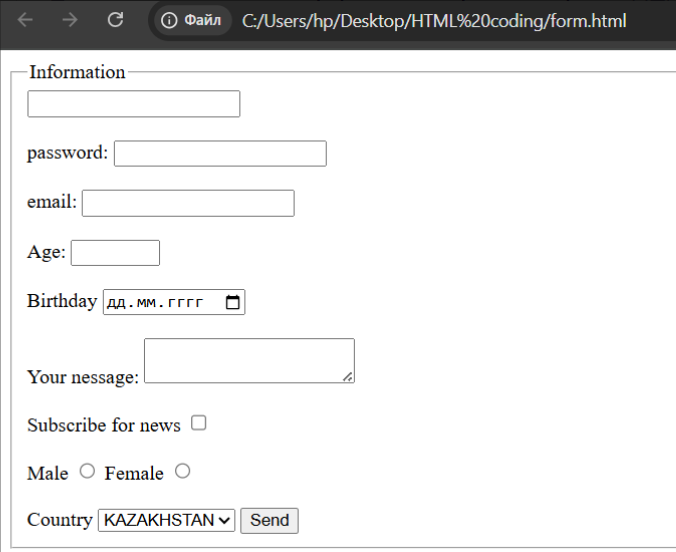 Файл C:/Users/hp/Desktop/HTML%20coding/form.html
Information
password:
email:
Age:
Birthday дд.мм.гггг
Your nessage:
Subscribe for news
Male Female
Country KAZAKHSTAN Send